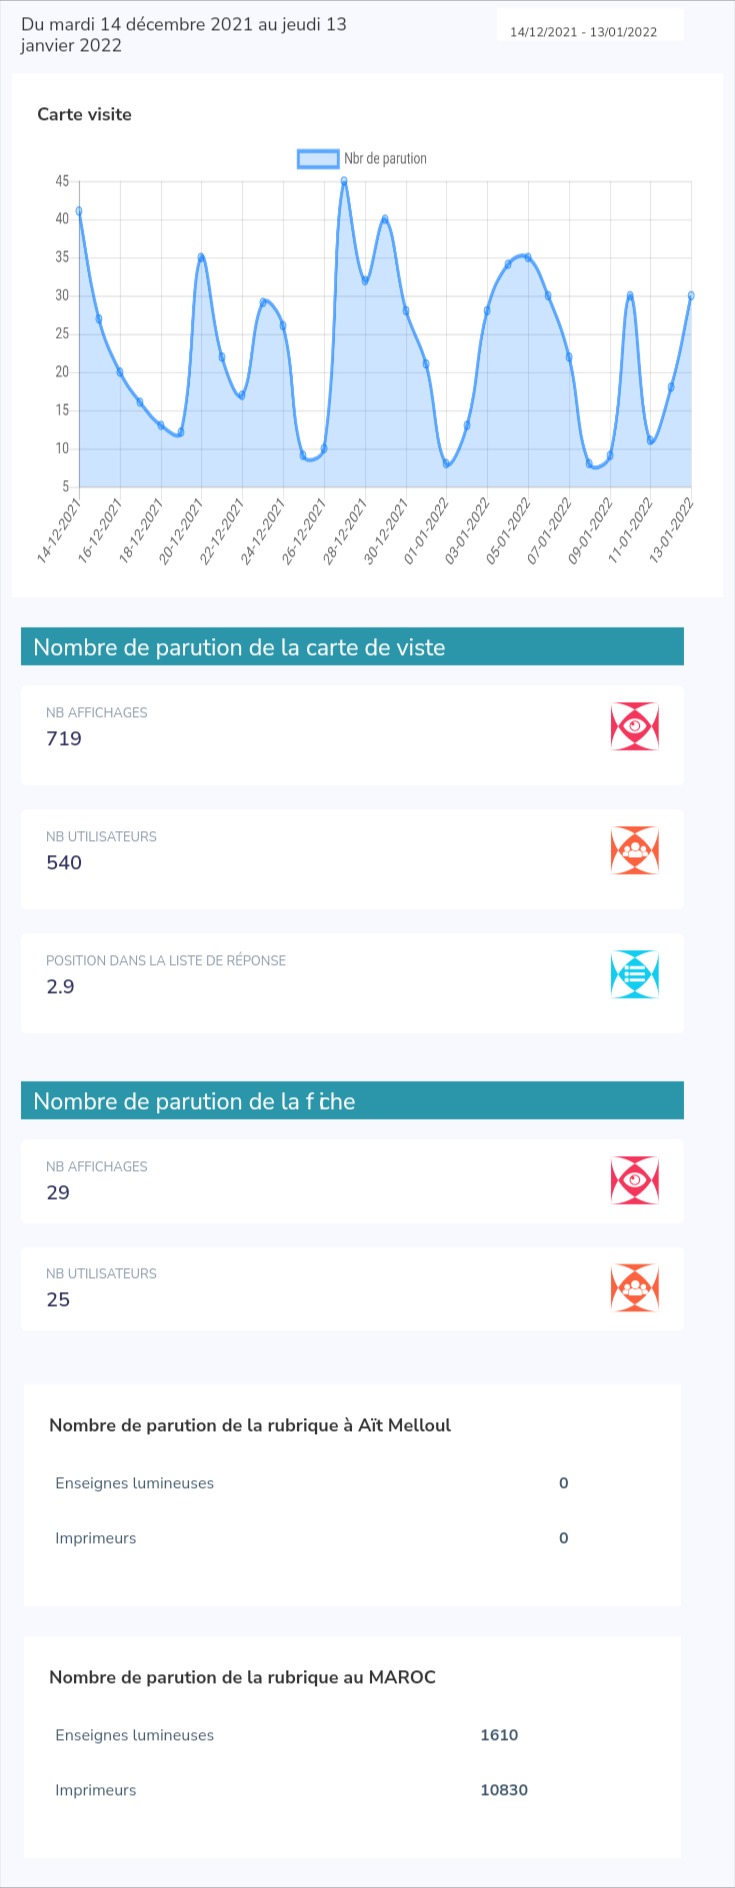 Du mardi 14 décembre 2021 au jeudi 13
janvier 2022
14/12/2021 - 13/01/2022
Carte visite
Nbr de parution
45
40
35
30
25
20
15
10
5
14-12-2021
16-12-2021
18-12-2021
20-12-2021
22-12-2021
24-12-2021
26-12-2021
28-12-2021
30-12-2021
01-01-2022
03-01-2022
05-01-2022
07-01-2022
09-01-2022
11-01-2022
13-01-2022
Nombre de parution de la carte de viste
NB AFFICHAGES
719
NB UTILISATEURS
540
POSITION DANS LA LISTE DE RÉPONSE
2.9
Nombre de parution de la fiche
NB AFFICHAGES
29
NB UTILISATEURS
25
Nombre de parution de la rubrique à Aït Melloul
Enseignes lumineuses 0
Imprimeurs 0
Nombre de parution de la rubrique au MAROC
Enseignes lumineuses 1610
Imprimeurs 10830